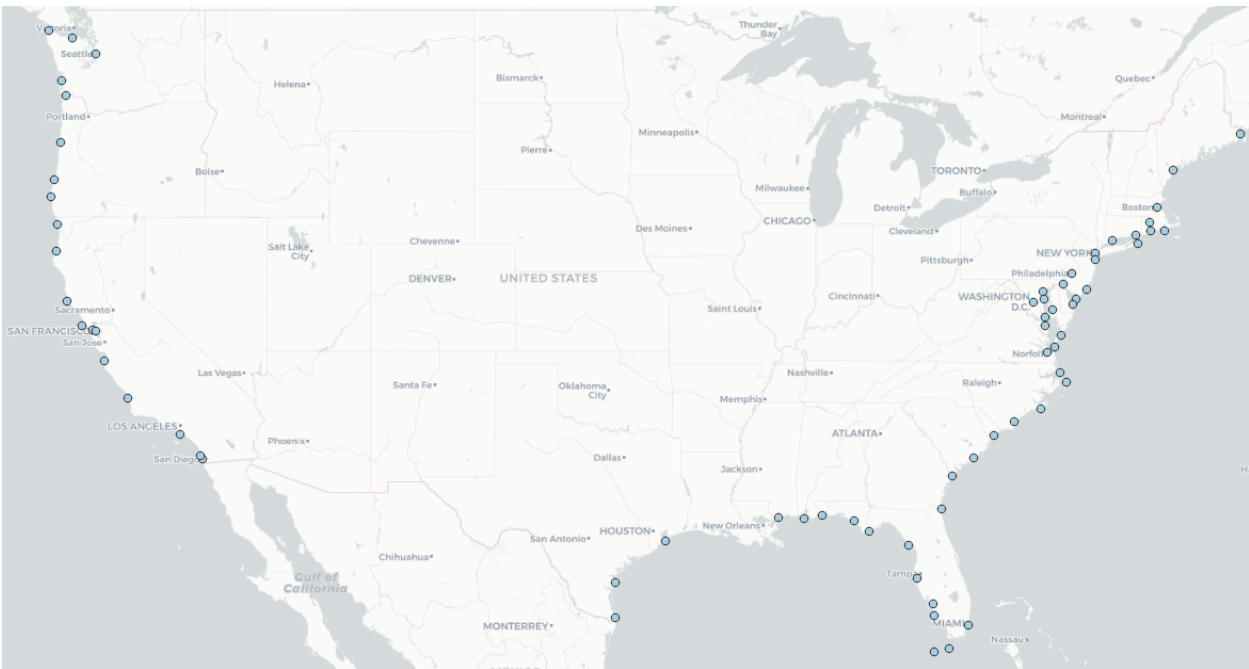 Thunder
Bay
Victoria
Seattle
Helena
Bismarck
Quebec
Portland
Montreal
Minneapolis
Pierre
Boise
TORONTO
Milwaukee
Buffalo
Detroit
Boston
CHICAGO
Des Moines
Cleveland
Salt Lake
City
Cheyenne
NEW YORK
Pittsburgh
DENVER
UNITED STATES
Philadelphia
Cincinnati
WASHINGTON
D.C.
Sacramento
Saint Louis
SAN FRANCISCO
San Jose
Norfolk
Las Vegas
Nashville
Santa Fe
Oklahoma
City
Raleigh
Memphis
LOS ANGELES
ATLANTA
Phoenix
San Diego
Dallas
Jackson
H
New Orleans
HOUSTON
San Antonio
Chihuahua
Tampa
Gulf of
California
MONTERREY
MIAMI
Nassau